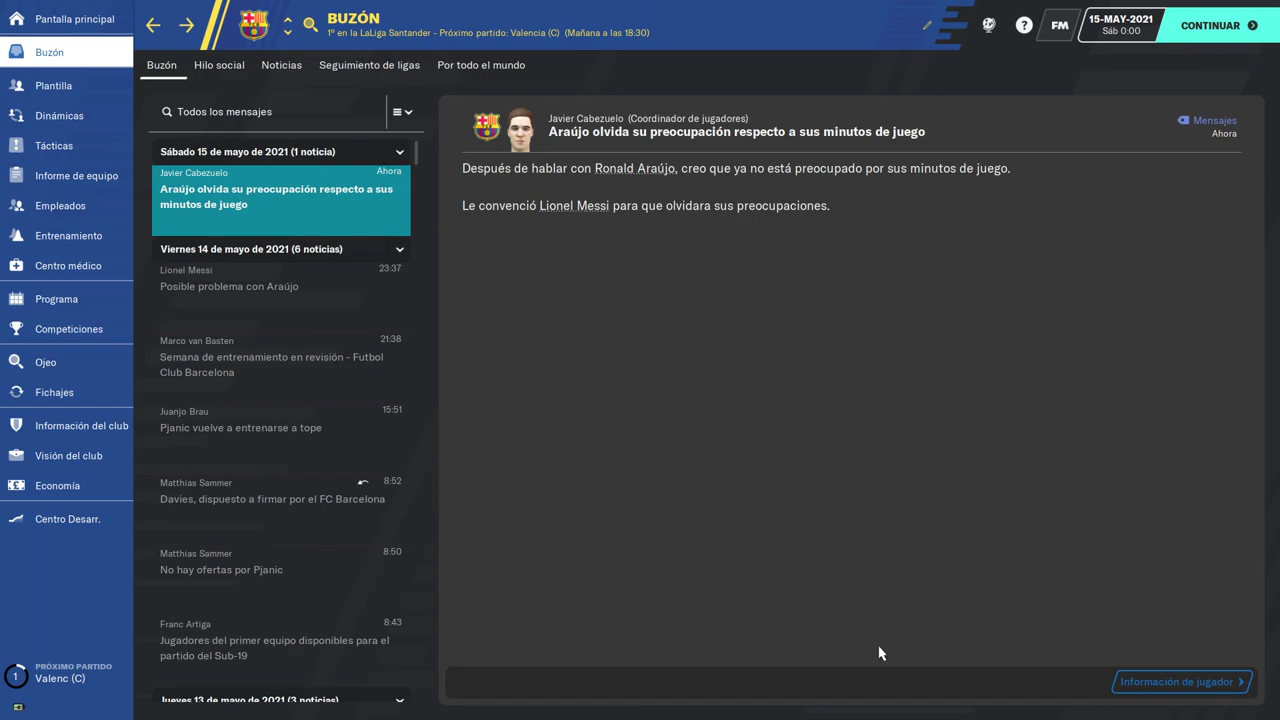 Pantalla principal
Buzón
Plantilla
Dinámicas
Tácticas
Informe de equipo
Empleados
Entrenamiento
Centro médico
Programa
Competiciones
Ojeo
Fichajes
Información del club
Visión del club
Economía
Centro Desarr.
1
PRÓXIMO PARTIDO
Valenc (C)
BUZÓN
1º en la LaLiga Santander - Próximo partido: Valencia (C) (Mañana a las 18:30)
?
FM
15-MAY-2021
Sáb 0:00
CONTINUAR
Buzón Hilo social Noticias Seguimiento de ligas Por todo el mundo
Todos los mensajes
Sábado 15 de mayo de 2021 (1 noticia)
Javier Cabezuelo Ahora
Araújo olvida su preocupación respecto a sus
minutos de juego
Viernes 14 de mayo de 2021 (6 noticias)
Lionel Messi 23:37
Posible problema con Araújo
Marco van Basten 21:38
Semana de entrenamiento en revisión - Futbol
Club Barcelona
Juanjo Brau 15:51
Pjanic vuelve a entrenarse a tope
Matthias Sammer 8:52
Davies, dispuesto a firmar por el FC Barcelona
Matthias Sammer 8:50
No hay ofertas por Pjanic
Franc Artiga 8:43
Jugadores del primer equipo disponibles para el
partido del Sub-19
Jueves 13 de mayo de 2021 (3 noticias)
Javier Cabezuelo (Coordinador de jugadores)
Araújo olvida su preocupación respecto a sus minutos de juego
Mensajes
Ahora
Después de hablar con Ronald Araújo, creo que ya no está preocupado por sus minutos de juego.
Le convenció Lionel Messi para que olvidara sus preocupaciones.
Información de jugador